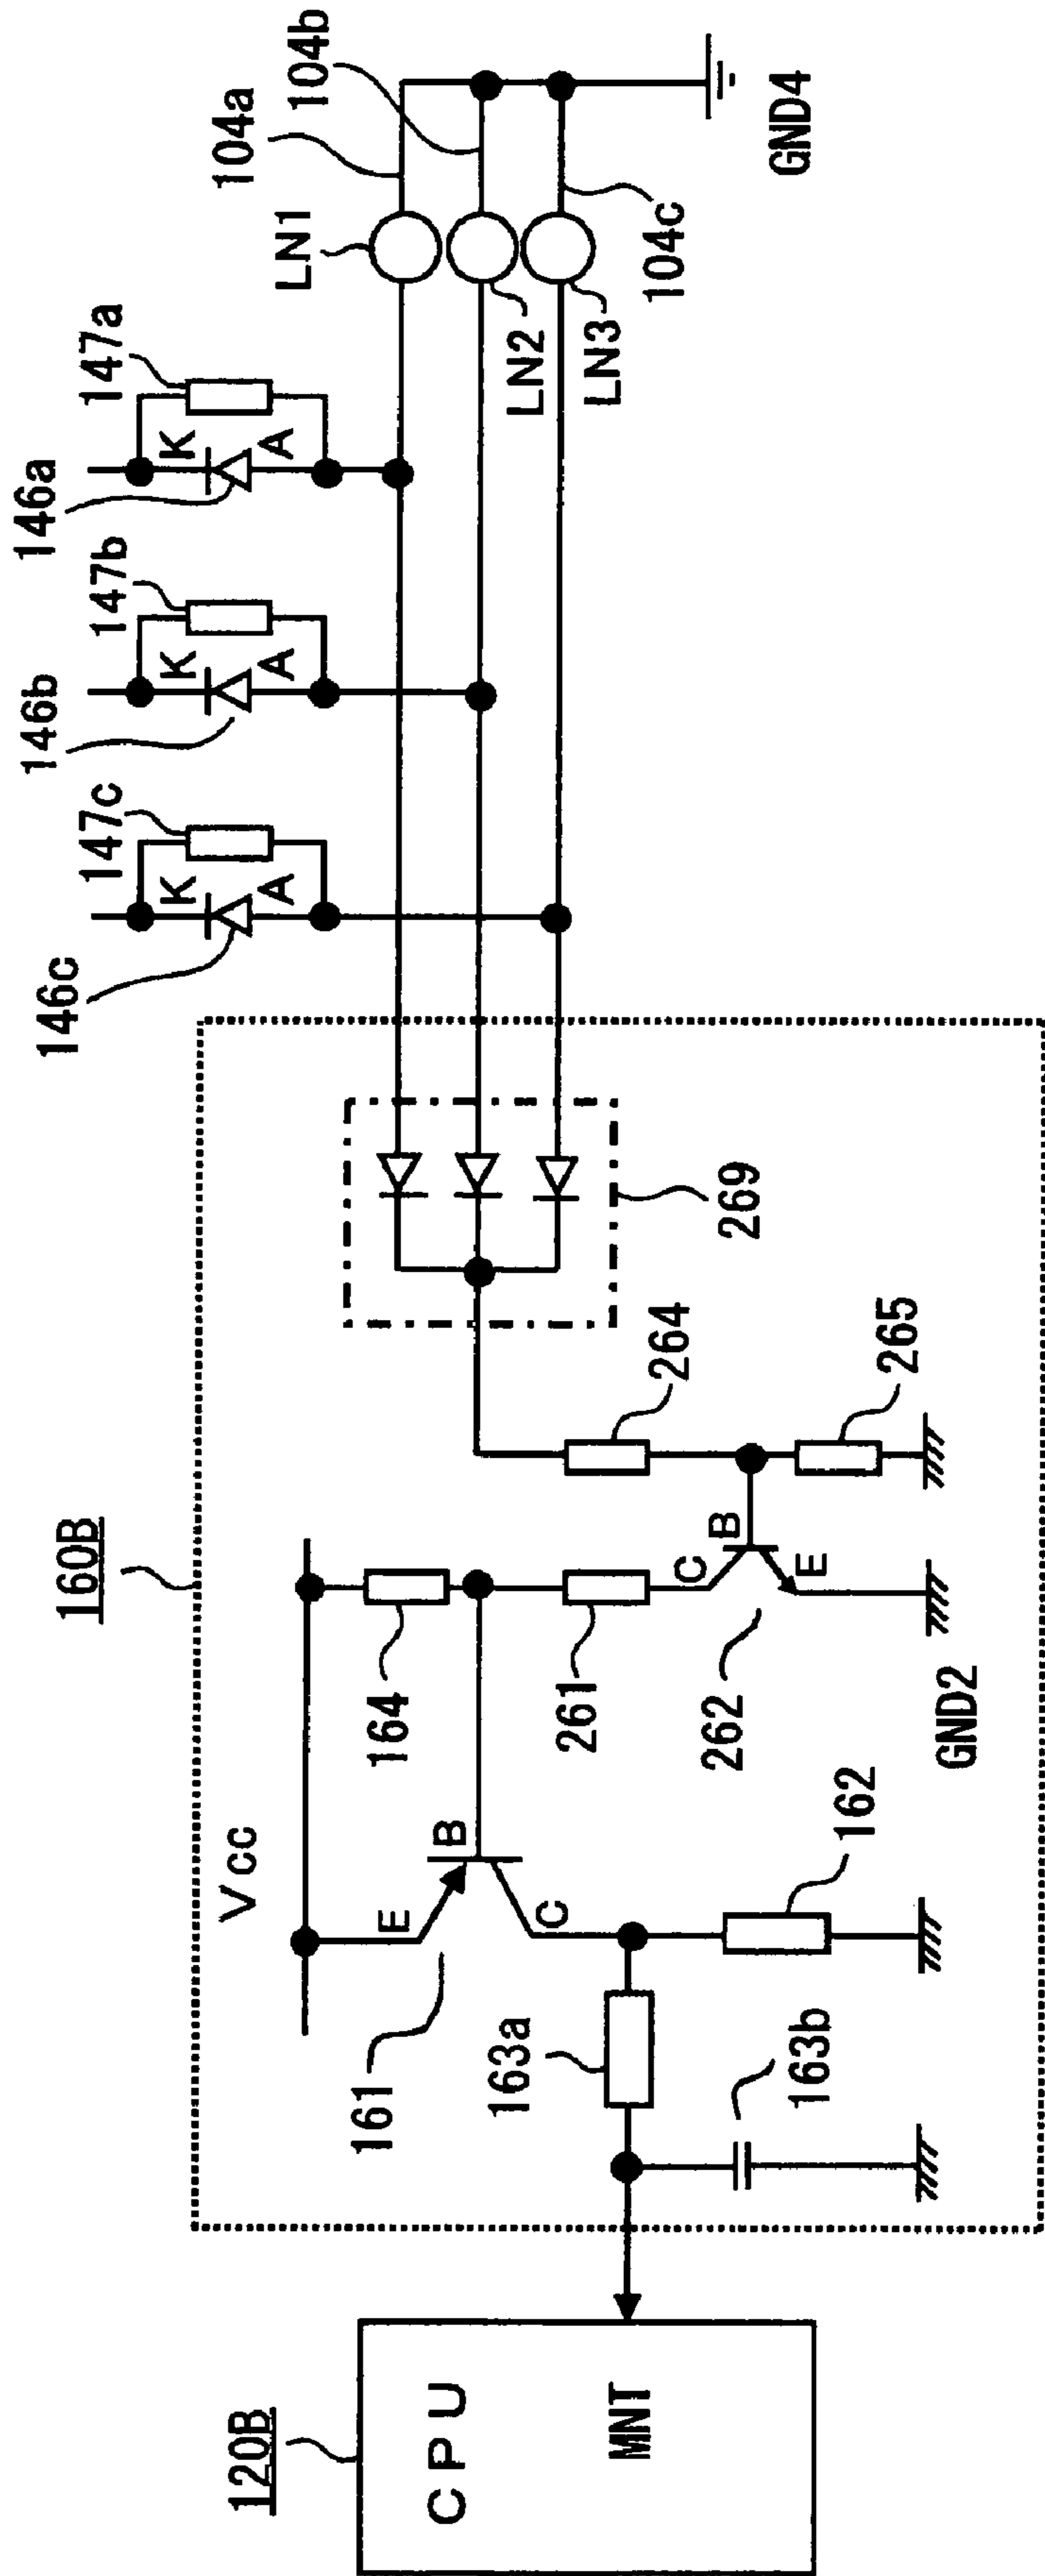 120B
CPU
MNT
160B
Vcc
E
B
C
161
163a
163b
162
164
261
C
B
E
262
GND2
264
265
269
146c
147c
K
A
146b
147b
K
A
146a
147a
K
A
LN1
LN2
LN3
104a
104b
104c
GND4